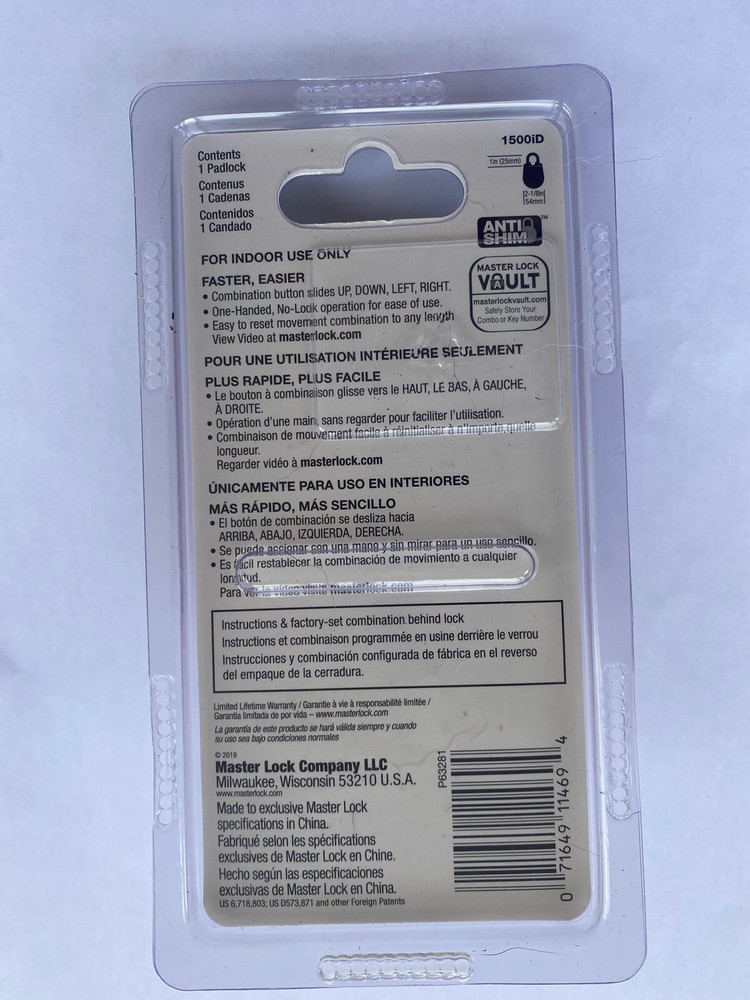 1500iD
Contents
1 Padlock
Contenus
1 Cadenas
Contenidos
1 Candado
1in (25mm)
2-1/8in
54mm
ANTI
SHIM™
MASTER LOCK
VAULT
masterlockvault.com
Safely Store Your
Combo or Key Number
FOR INDOOR USE ONLY
FASTER, EASIER
• Combination button slides UP, DOWN, LEFT, RIGHT.
• One-Handed, No-Look operation for ease of use.
• Easy to reset movement combination to any length
View Video at masterlock.com
POUR UNE UTILISATION INTÉRIEURE SEULEMENT
PLUS RAPIDE, PLUS FACILE
• Le bouton à combinaison glisse vers le HAUT, LE BAS, À GAUCHE,
À DROITE.
• Opération d'une main, sans regarder pour faciliter l'utilisation.
• Combinaison de mouvement facile à réinitialiser à n'importe quelle
longueur.
Regarder vidéo à masterlock.com
ÚNICAMENTE PARA USO EN INTERIORES
MÁS RÁPIDO, MÁS SENCILLO
• El botón de combinación se desliza hacia
ARRIBA, ABAJO, IZQUIERDA, DERECHA.
• Se puede accionar con una mano y sin mirar para un uso sencillo.
• Es fácil restablecer la combinación de movimiento a cualquier
longitud.
Para ver la video visite masterlock.com
Instructions & factory-set combination behind lock
Instructions et combinaison programmée en usine derrière le verrou
Instrucciones y combinación configurada de fábrica en el reverso
del empaque de la cerradura.
Limited Lifetime Warranty / Garantie à vie à responsabilité limitée /
Garantía limitada de por vida – www.masterlock.com
La garantía de este producto se hará válida siempre y cuando
su uso sea bajo condiciones normales
© 2019
Master Lock Company LLC
Milwaukee, Wisconsin 53210 U.S.A.
www.masterlock.com
Made to exclusive Master Lock
specifications in China.
Fabriqué selon les spécifications
exclusives de Master Lock en Chine.
Hecho según las especificaciones
exclusivas de Master Lock en China.
US 6,718,803; US D573,871 and other Foreign Patents
P63281
0 71649 11469 4